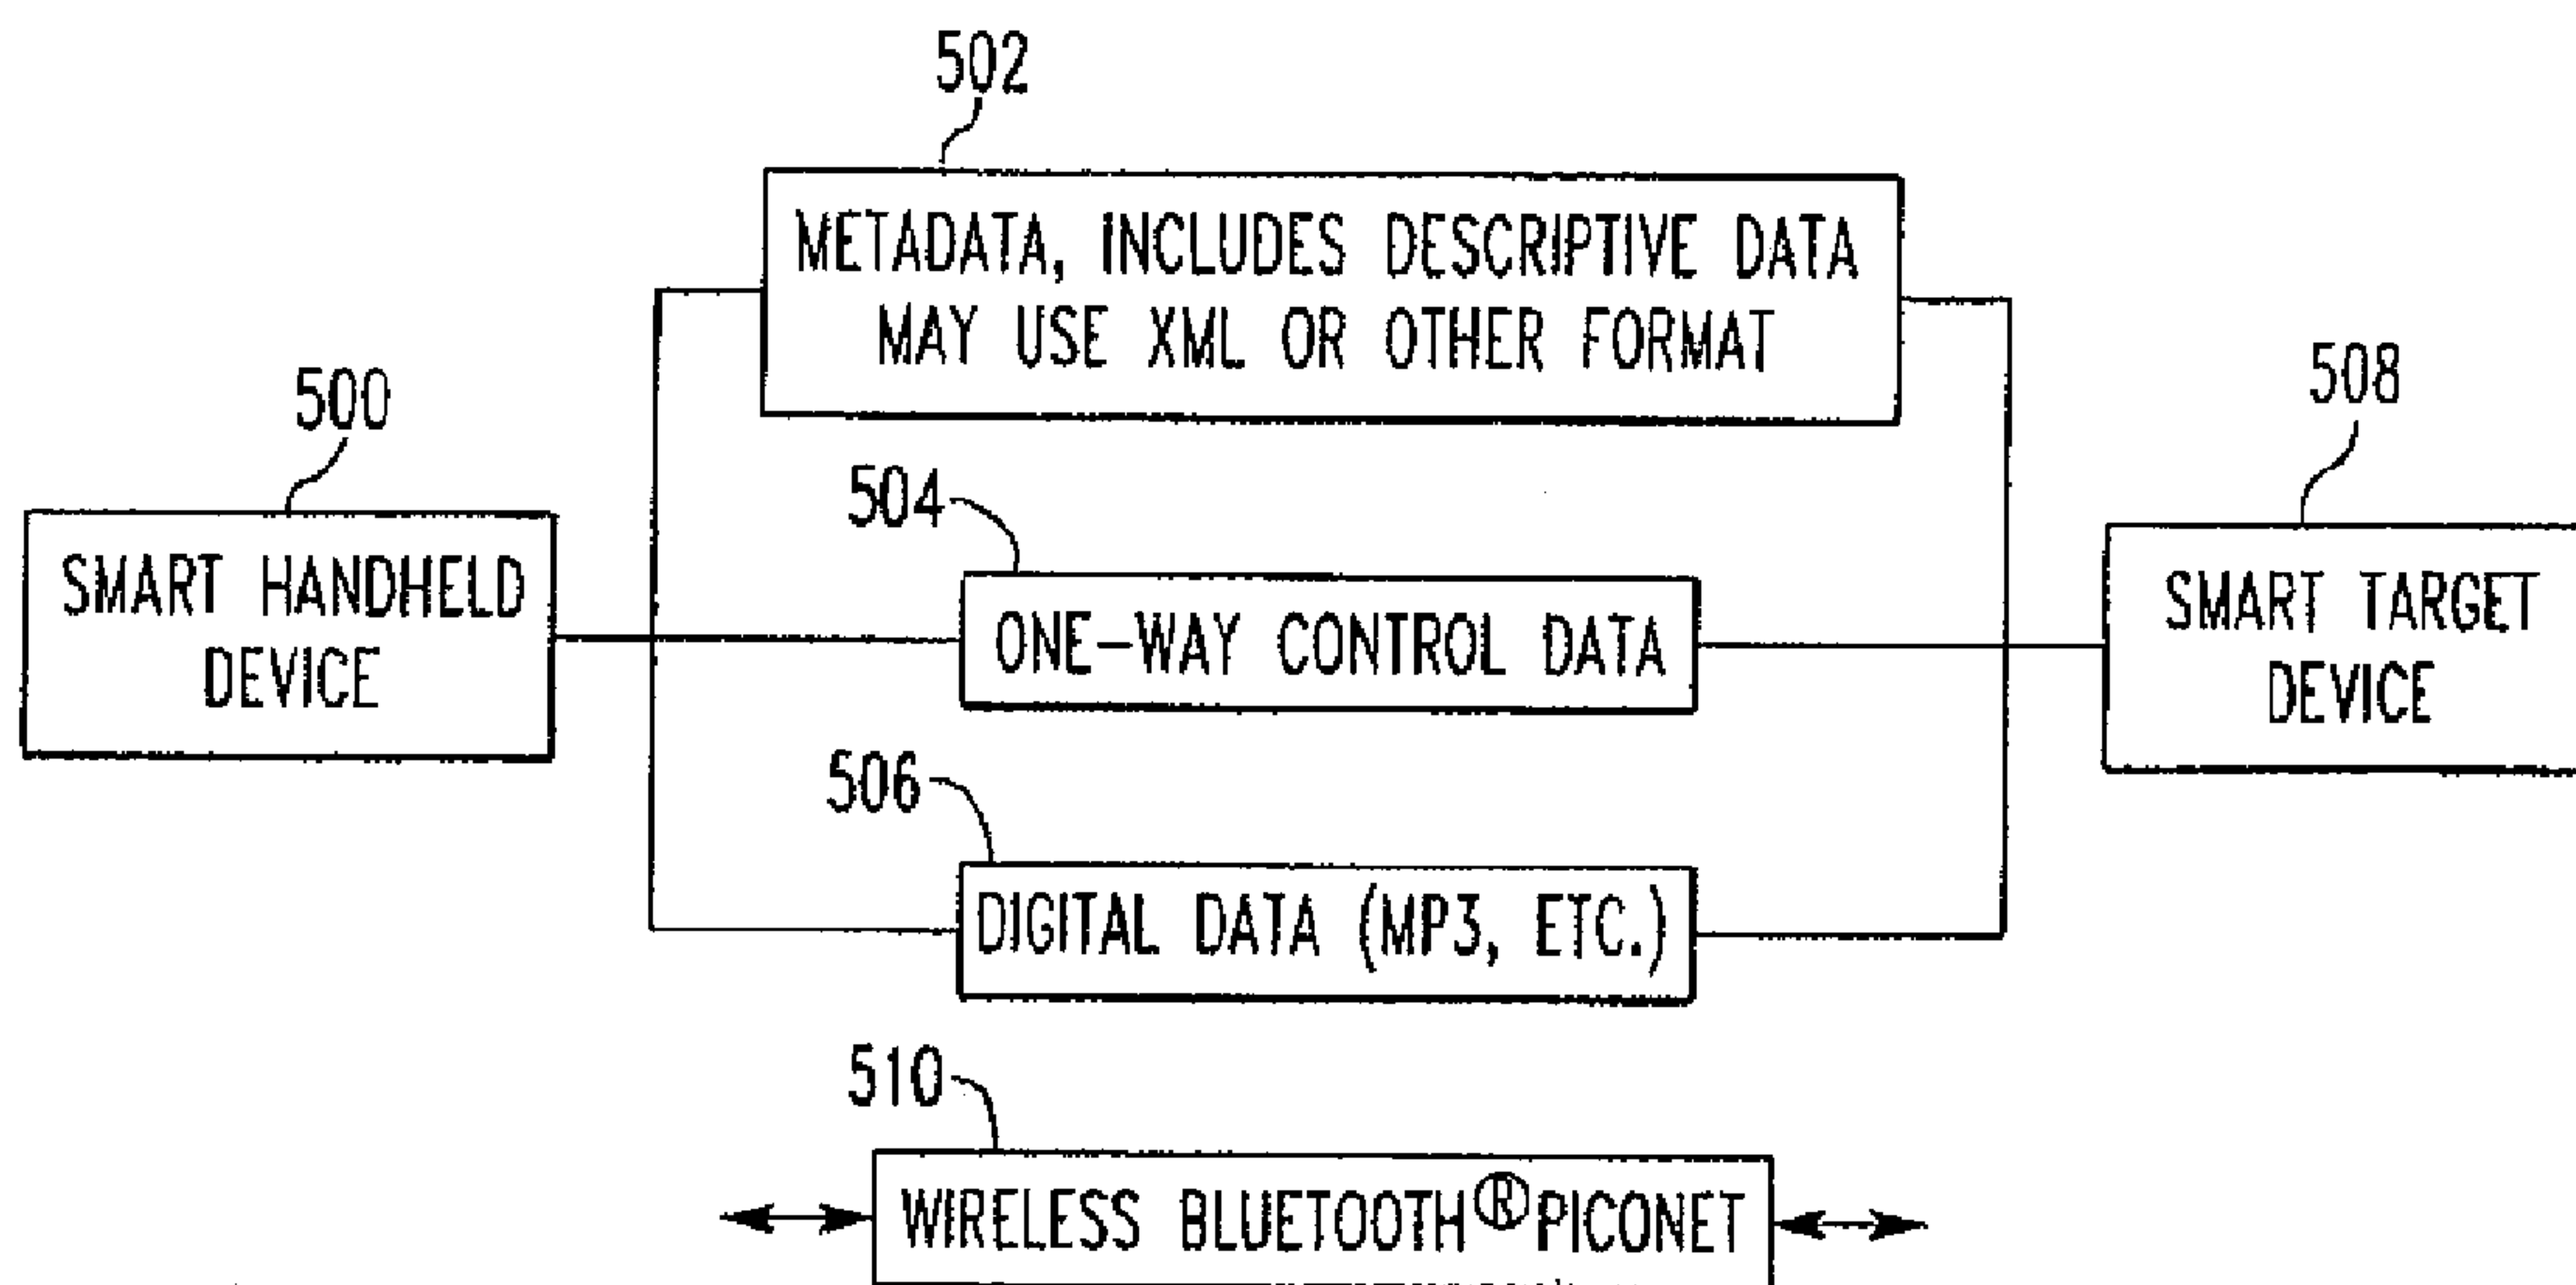 502
METADATA, INCLUDES DESCRIPTIVE DATA
MAY USE XML OR OTHER FORMAT
500
SMART HANDHELD
DEVICE
504
ONE-WAY CONTROL DATA
508
SMART TARGET
DEVICE
506
DIGITAL DATA (MP3, ETC.)
510
WIRELESS BLUETOOTH® PICONET